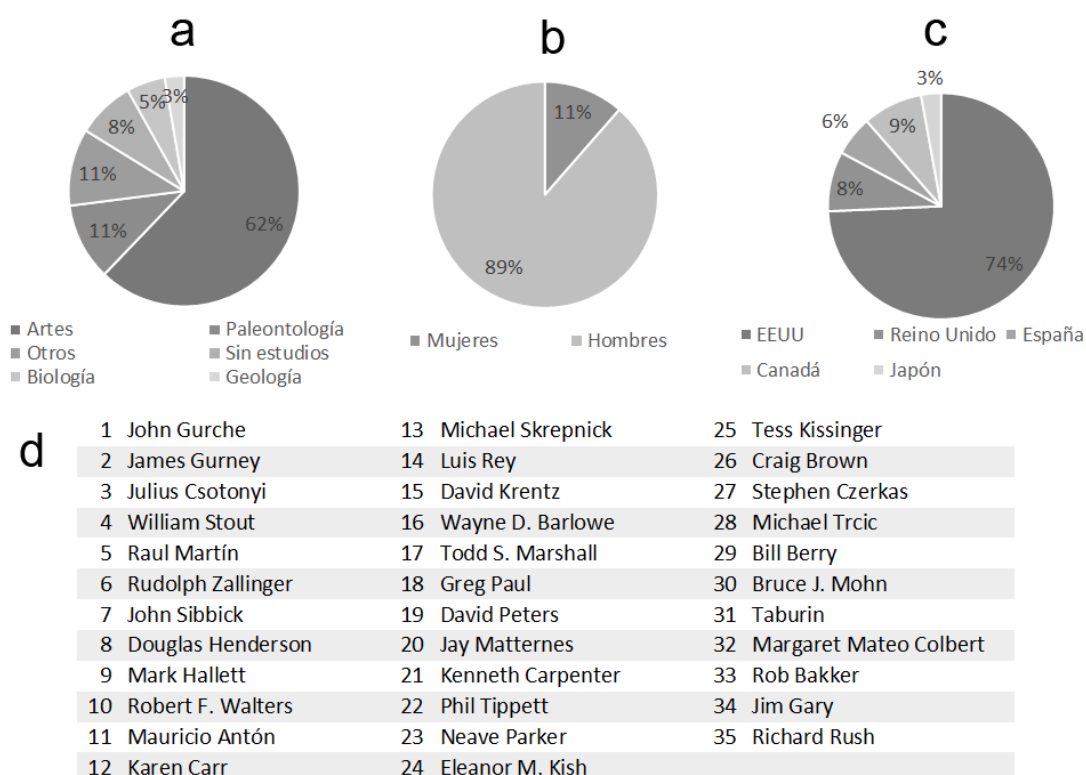 a
b
c
62%
11%
11%
8%
5%
3%
11%
89%
74%
8%
6%
9%
3%
■ Artes ■ Paleontología
■ Otros ■ Sin estudios
■ Biología ■ Geología
■ Mujeres ■ Hombres
■ EEUU ■ Reino Unido ■ España
■ Canadá ■ Japón
d
1 John Gurche 13 Michael Skrepnick 25 Tess Kissinger
2 James Gurney 14 Luis Rey 26 Craig Brown
3 Julius Csotonyi 15 David Krentz 27 Stephen Czerkas
4 William Stout 16 Wayne D. Barlowe 28 Michael Trcic
5 Raul Martín 17 Todd S. Marshall 29 Bill Berry
6 Rudolph Zallinger 18 Greg Paul 30 Bruce J. Mohn
7 John Sibbick 19 David Peters 31 Taburin
8 Douglas Henderson 20 Jay Matternes 32 Margaret Mateo Colbert
9 Mark Hallett 21 Kenneth Carpenter 33 Rob Bakker
10 Robert F. Walters 22 Phil Tippett 34 Jim Gary
11 Mauricio Antón 23 Neave Parker 35 Richard Rush
12 Karen Carr 24 Eleanor M. Kish